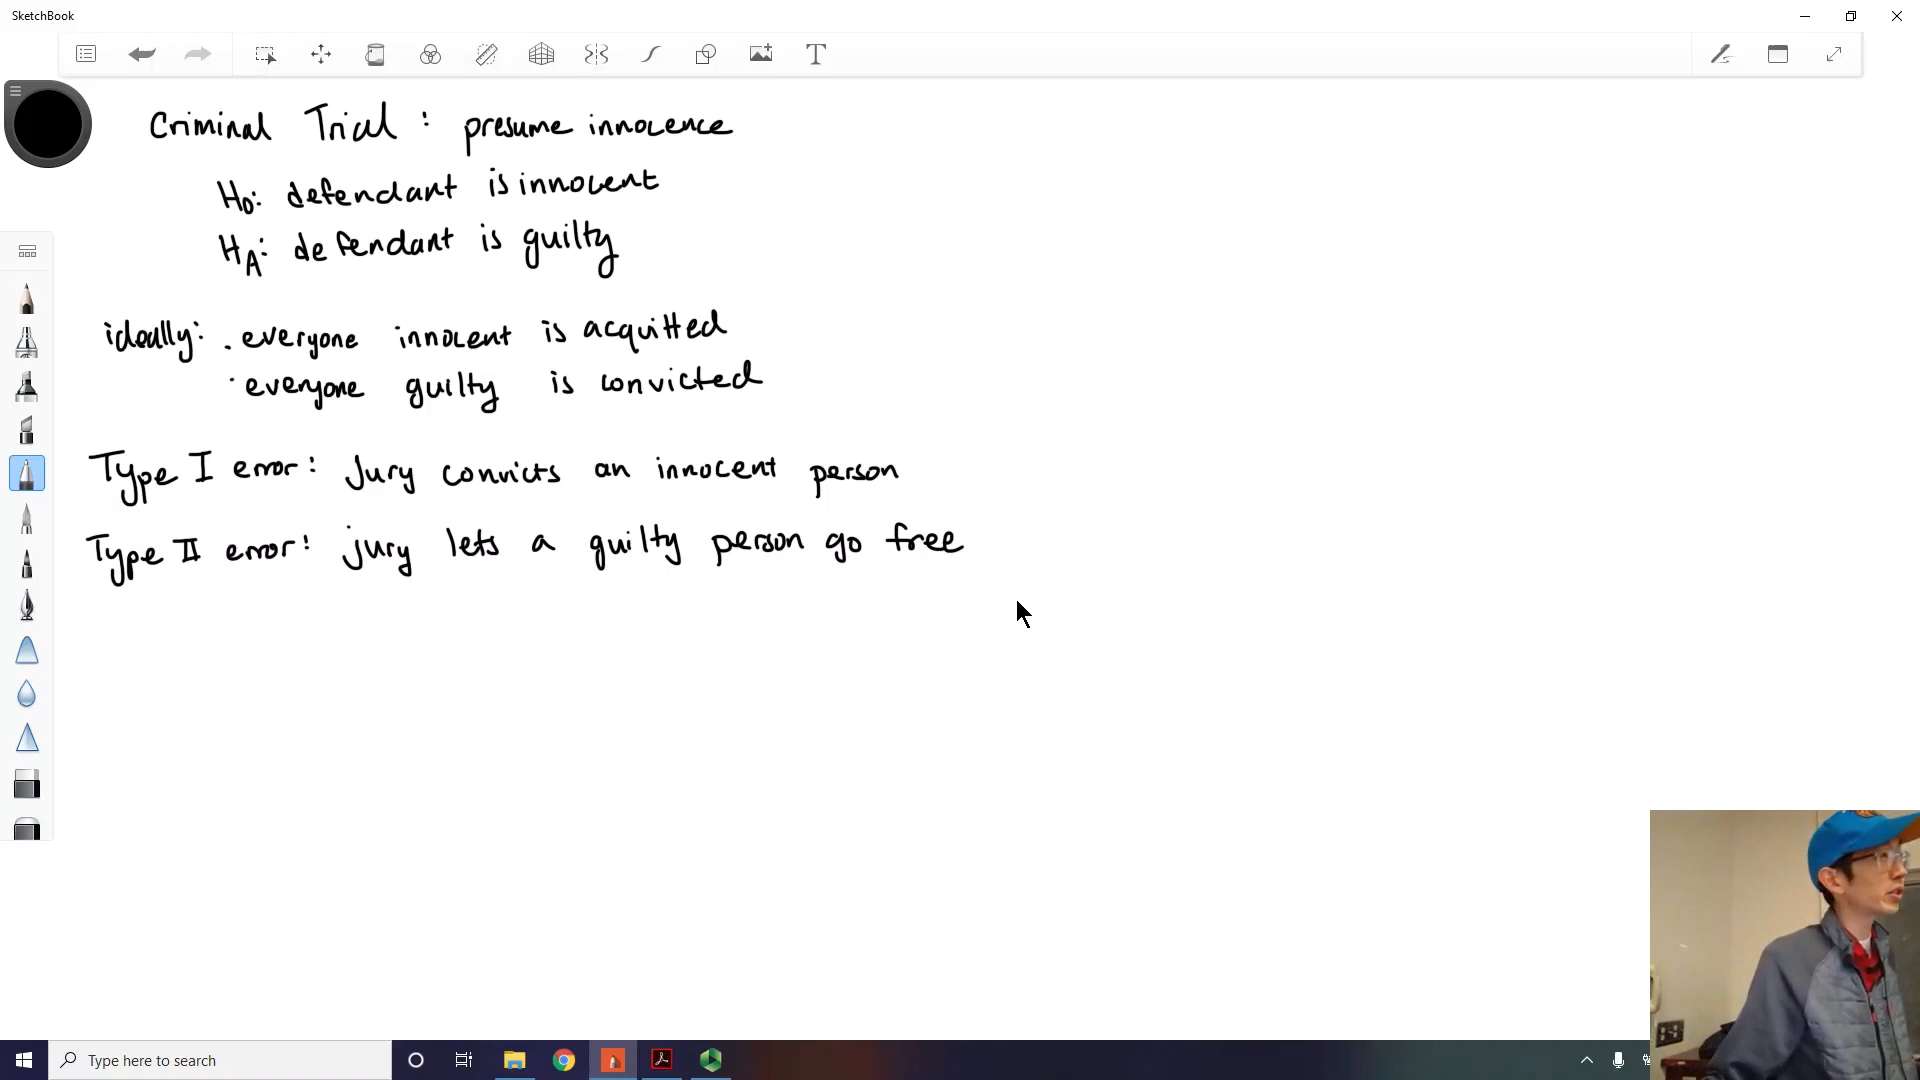 SketchBook
Criminal Trial : presume innocence
H0: defendant is innocent
HA: defendant is guilty
ideally: . everyone innocent is acquitted
· everyone guilty is convicted
Type I error: Jury convicts an innocent person
Type II error: jury lets a guilty person go free
Type here to search